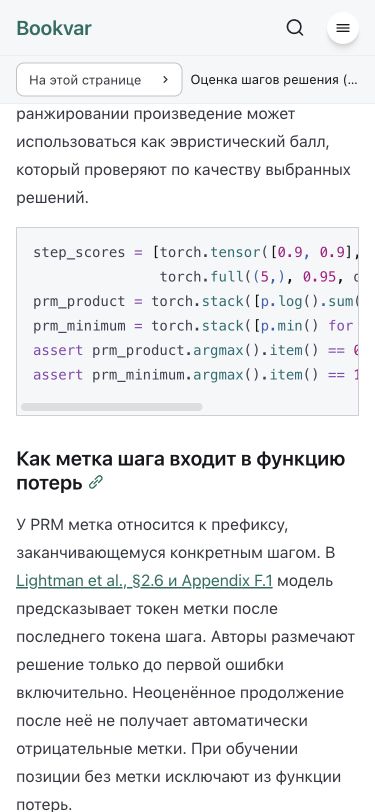 Bookvar
На этой странице
Оценка шагов решения (...
ранжировании произведение может
использоваться как эвристический балл,
который проверяют по качеству выбранных
решений.
step_scores = [torch.tensor([0.9, 0.9],
torch.full((5,), 0.95,
prm_product = torch.stack([p.log().sum(
prm_minimum = torch.stack([p.min() for
assert prm_product.argmax().item() == 0
assert prm_minimum.argmax().item() == 1
Как метка шага входит в функцию
потерь
У PRM метка относится к префиксу,
заканчивающемуся конкретным шагом. В
Lightman et al., §2.6 и Appendix F.1 модель
предсказывает токен метки после
последнего токена шага. Авторы размечают
решение только до первой ошибки
включительно. Неоценённое продолжение
после неё не получает автоматически
отрицательные метки. При обучении
позиции без метки исключают из функции
потерь.